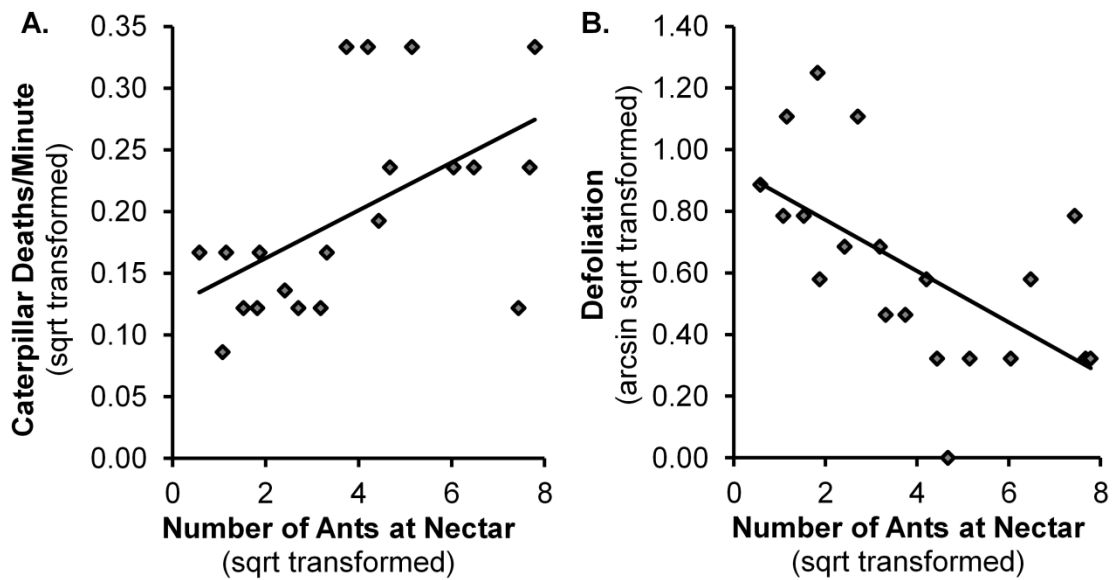 A.
Caterpillar Deaths/Minute
(sqrt transformed)
0.35
0.30
0.25
0.20
0.15
0.10
0.05
0.00
0 2 4 6 8
Number of Ants at Nectar
(sqrt transformed)
B.
Defoliation
(arcsin sqrt transformed)
1.40
1.20
1.00
0.80
0.60
0.40
0.20
0.00
0 2 4 6 8
Number of Ants at Nectar
(sqrt transformed)